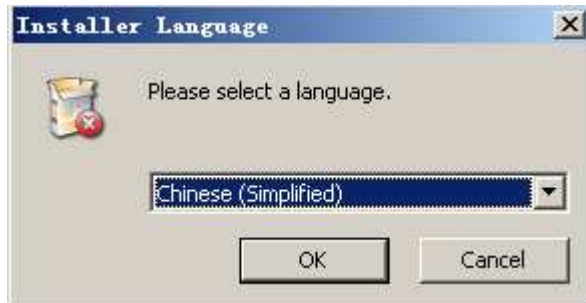 Installer Language
Please select a language.
Chinese (Simplified)
OK
Cancel